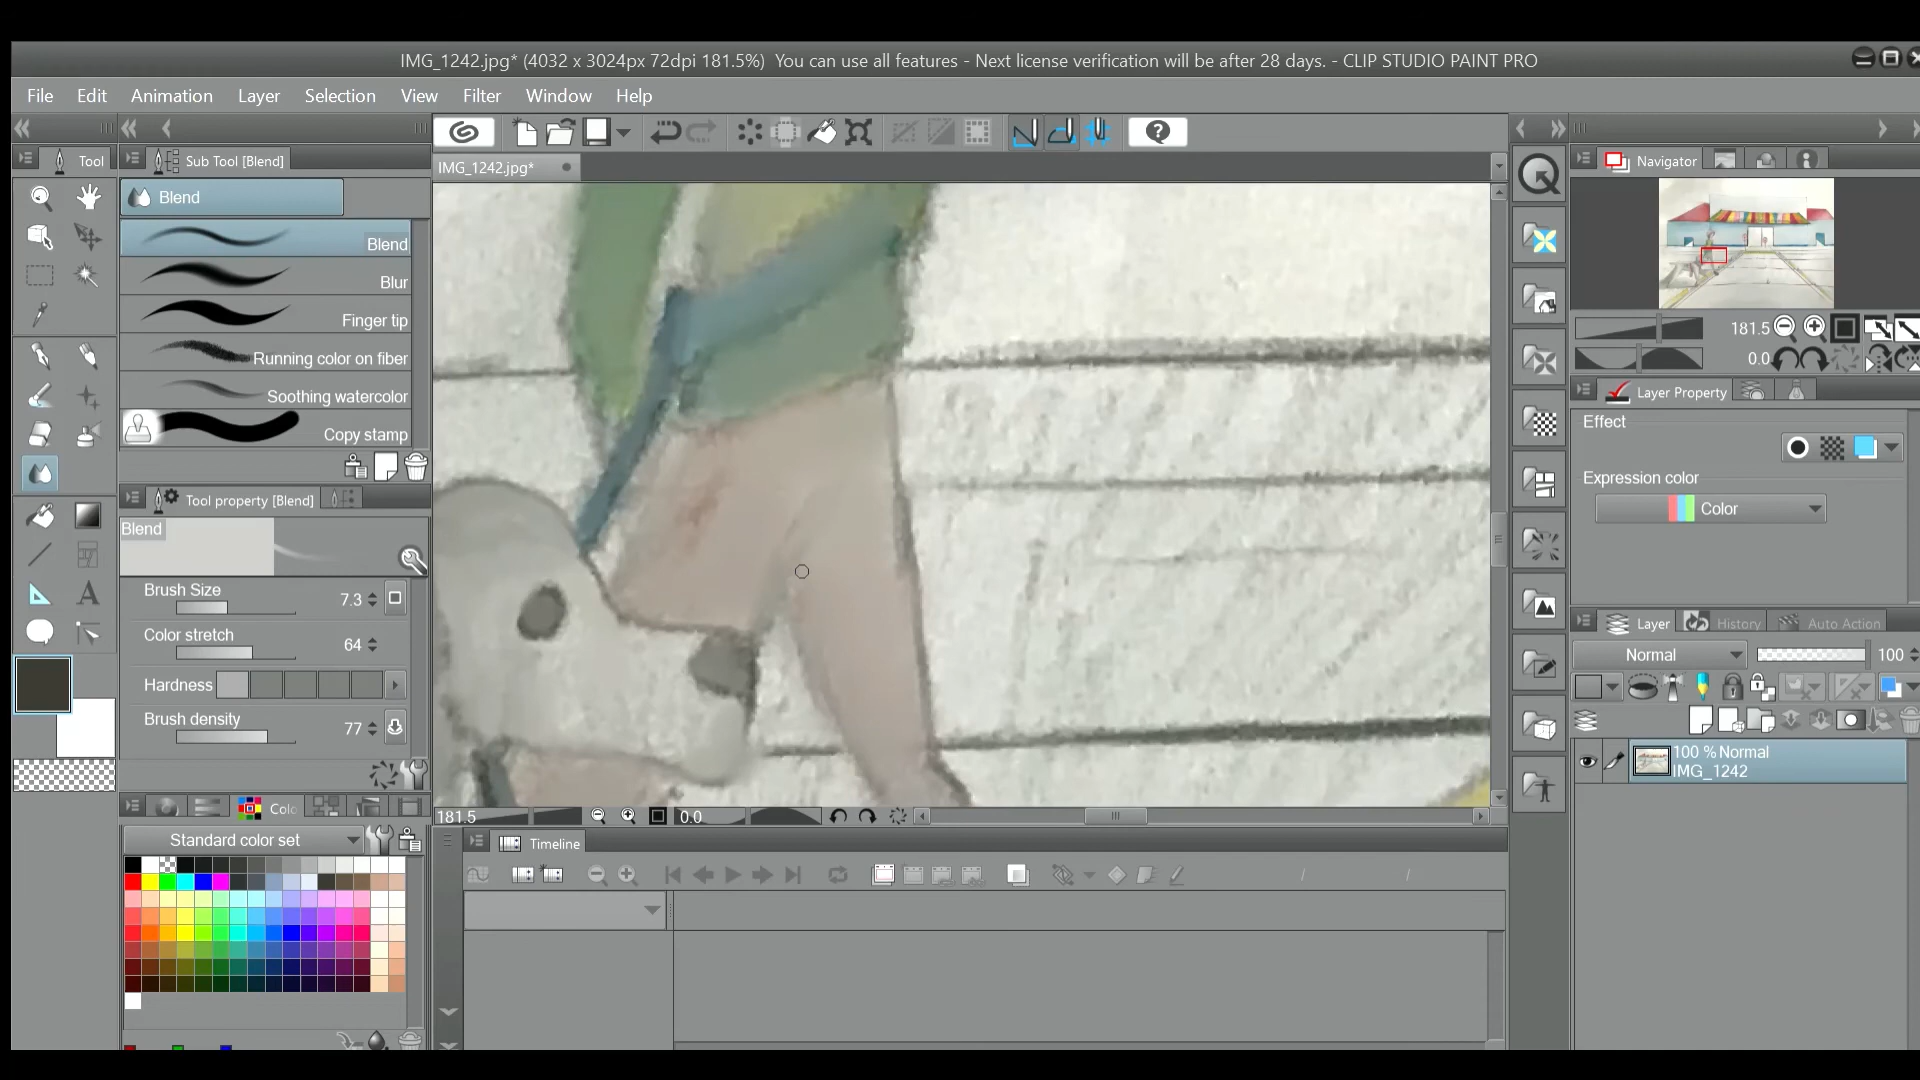 IMG_1242.jpg* (4032 x 3024px 72dpi 181.5%)  You can use all features - Next license verification will be after 28 days. - CLIP STUDIO PAINT PRO
File Edit Animation Layer Selection View Filter Window Help
Tool
Sub Tool [Blend]
Navigator
IMG_1242.jpg*
Blend
Blend
Blur
Finger tip
Running color on fiber
Soothing watercolor
Copy stamp
181.5
0.0
Layer Property
Effect
Expression color
Color
Tool property [Blend]
Blend
Brush Size 7.3
Color stretch 64
Hardness
Brush density 77
Layer History Auto Action
Normal 100
100 % Normal
IMG_1242
Standard color set
181.5 0.0
Timeline